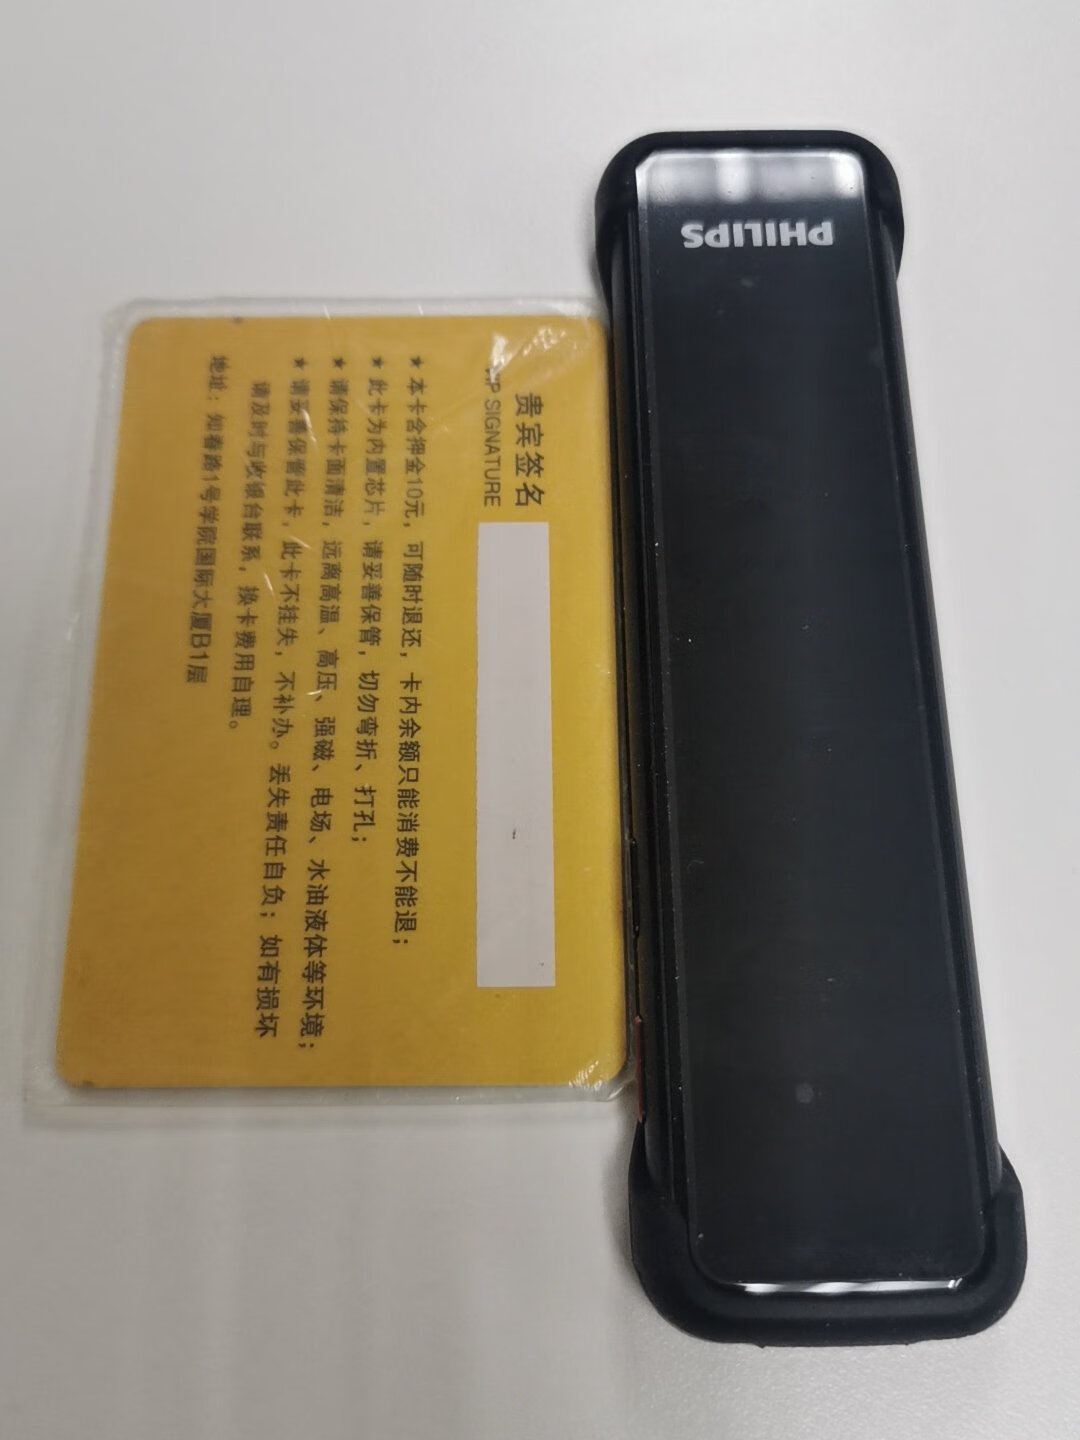 贵宾签名
VIP SIGNATURE
★本卡含押金10元，可随时退还，卡内余额只能消费不能退；
★此卡为内置芯片，请妥善保管，切勿弯折、打孔；
★请保持卡面清洁，远离高温、高压、强磁、电场、水油液体等环境；
★请妥善保管此卡，此卡不挂失，不补办。丢失责任自负；如有损坏
请及时与收银台联系，换卡费用自理。
地址：知春路1号学院国际大厦B1层
PHILIPS